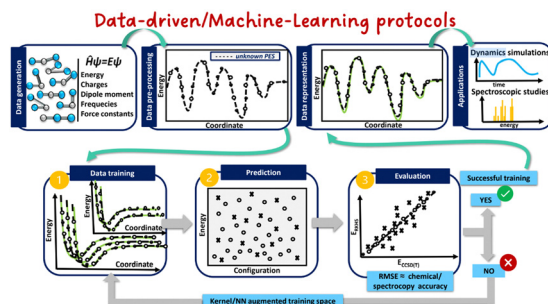 Data-driven/Machine-Learning protocols
Data generation
Ĥψ=Eψ
Energy
Charges
Dipole moment
Frequecies
Force constants
Data pre-processing
unknown PES
Energy
Coordinate
Data representation
Energy
Coordinate
Applications
Dynamics simulations
time
Spectroscopic studies
energy
1
Data training
Energy
Energy
Coordinate
Coordinate
2
Prediction
Energy
Configuration
3
Evaluation
E_RKHS
E_CCSD(T)
RMSE ≈ chemical/
spectropcy accuracy
Successful training
YES
NO
Kernel/NN augmented training space